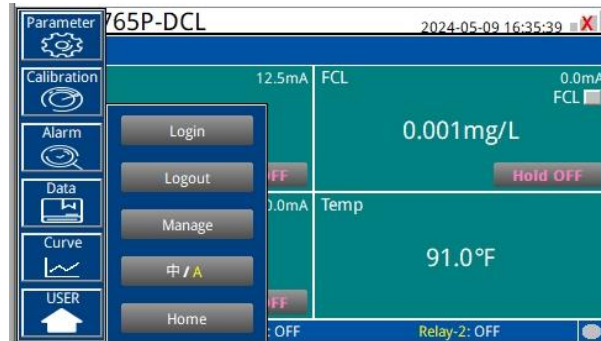 Parameter
765P-DCL
2024-05-09 16:35:39
X
Calibration
12.5mA
FCL
0.0mA
FCL
Alarm
Login
0.001mg/L
Logout
FF
Hold OFF
Data
0.0mA
Temp
Manage
Curve
中/A
91.0°F
USER
FF
Home
: OFF
Relay-2: OFF